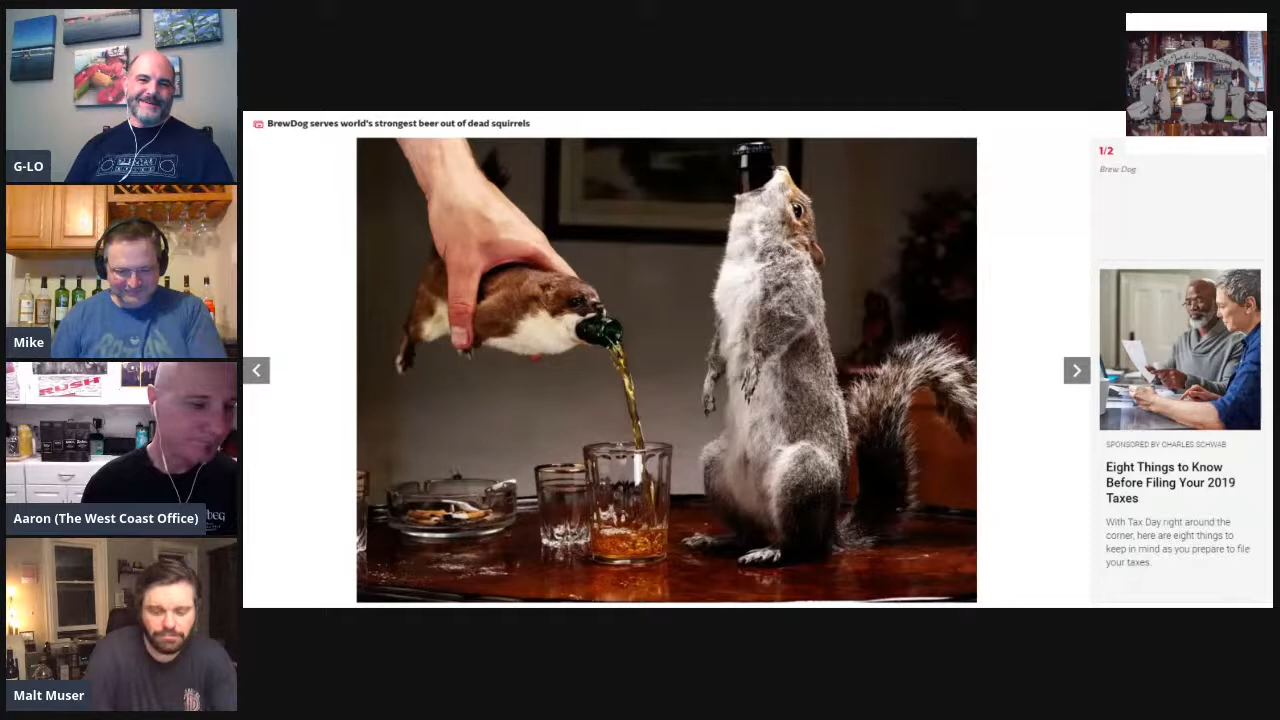 G-LO
Mike
RUSH
Aaron (The West Coast Office)
Malt Muser
BrewDog serves world's strongest beer out of dead squirrels
1/2
Brew Dog
SPONSORED BY CHARLES SCHWAB
Eight Things to Know
Before Filing Your 2019
Taxes
With Tax Day right around the
corner, here are eight things to
keep in mind as you prepare to file
your taxes.